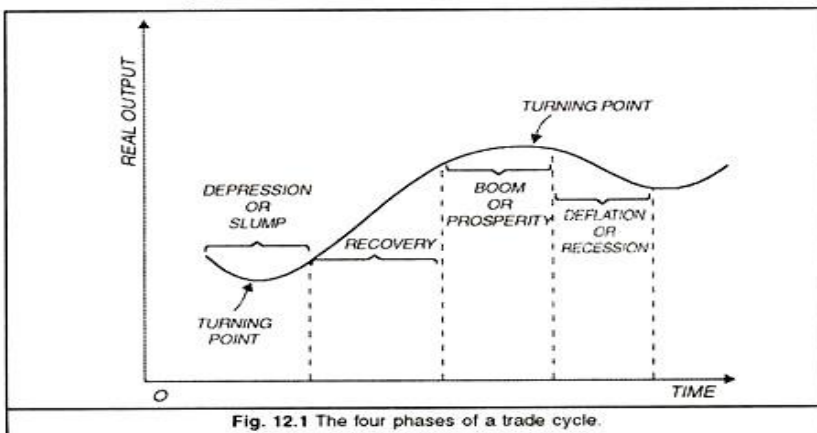 REAL OUTPUT
TURNING POINT
DEPRESSION
OR
SLUMP
BOOM
OR
PROSPERITY
DEFLATION
OR
RECESSION
RECOVERY
TURNING
POINT
O
TIME
Fig. 12.1 The four phases of a trade cycle.